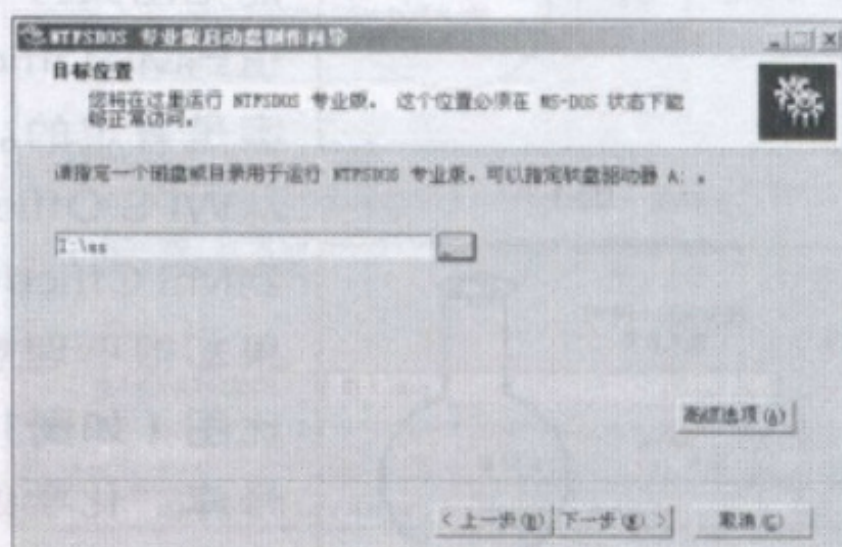 NTFSDOS 专业版启动盘制作向导
目标位置
您将在这里运行 NTFSDOS 专业版。 这个位置必须在 MS-DOS 状态下能
够正常访问。
请指定一个磁盘或目录用于运行 NTFSDOS 专业版。可以指定软盘驱动器 A: 。
I:\ss
...
高级选项(A)
< 上一步(B) 下一步(N) > 取消(C)